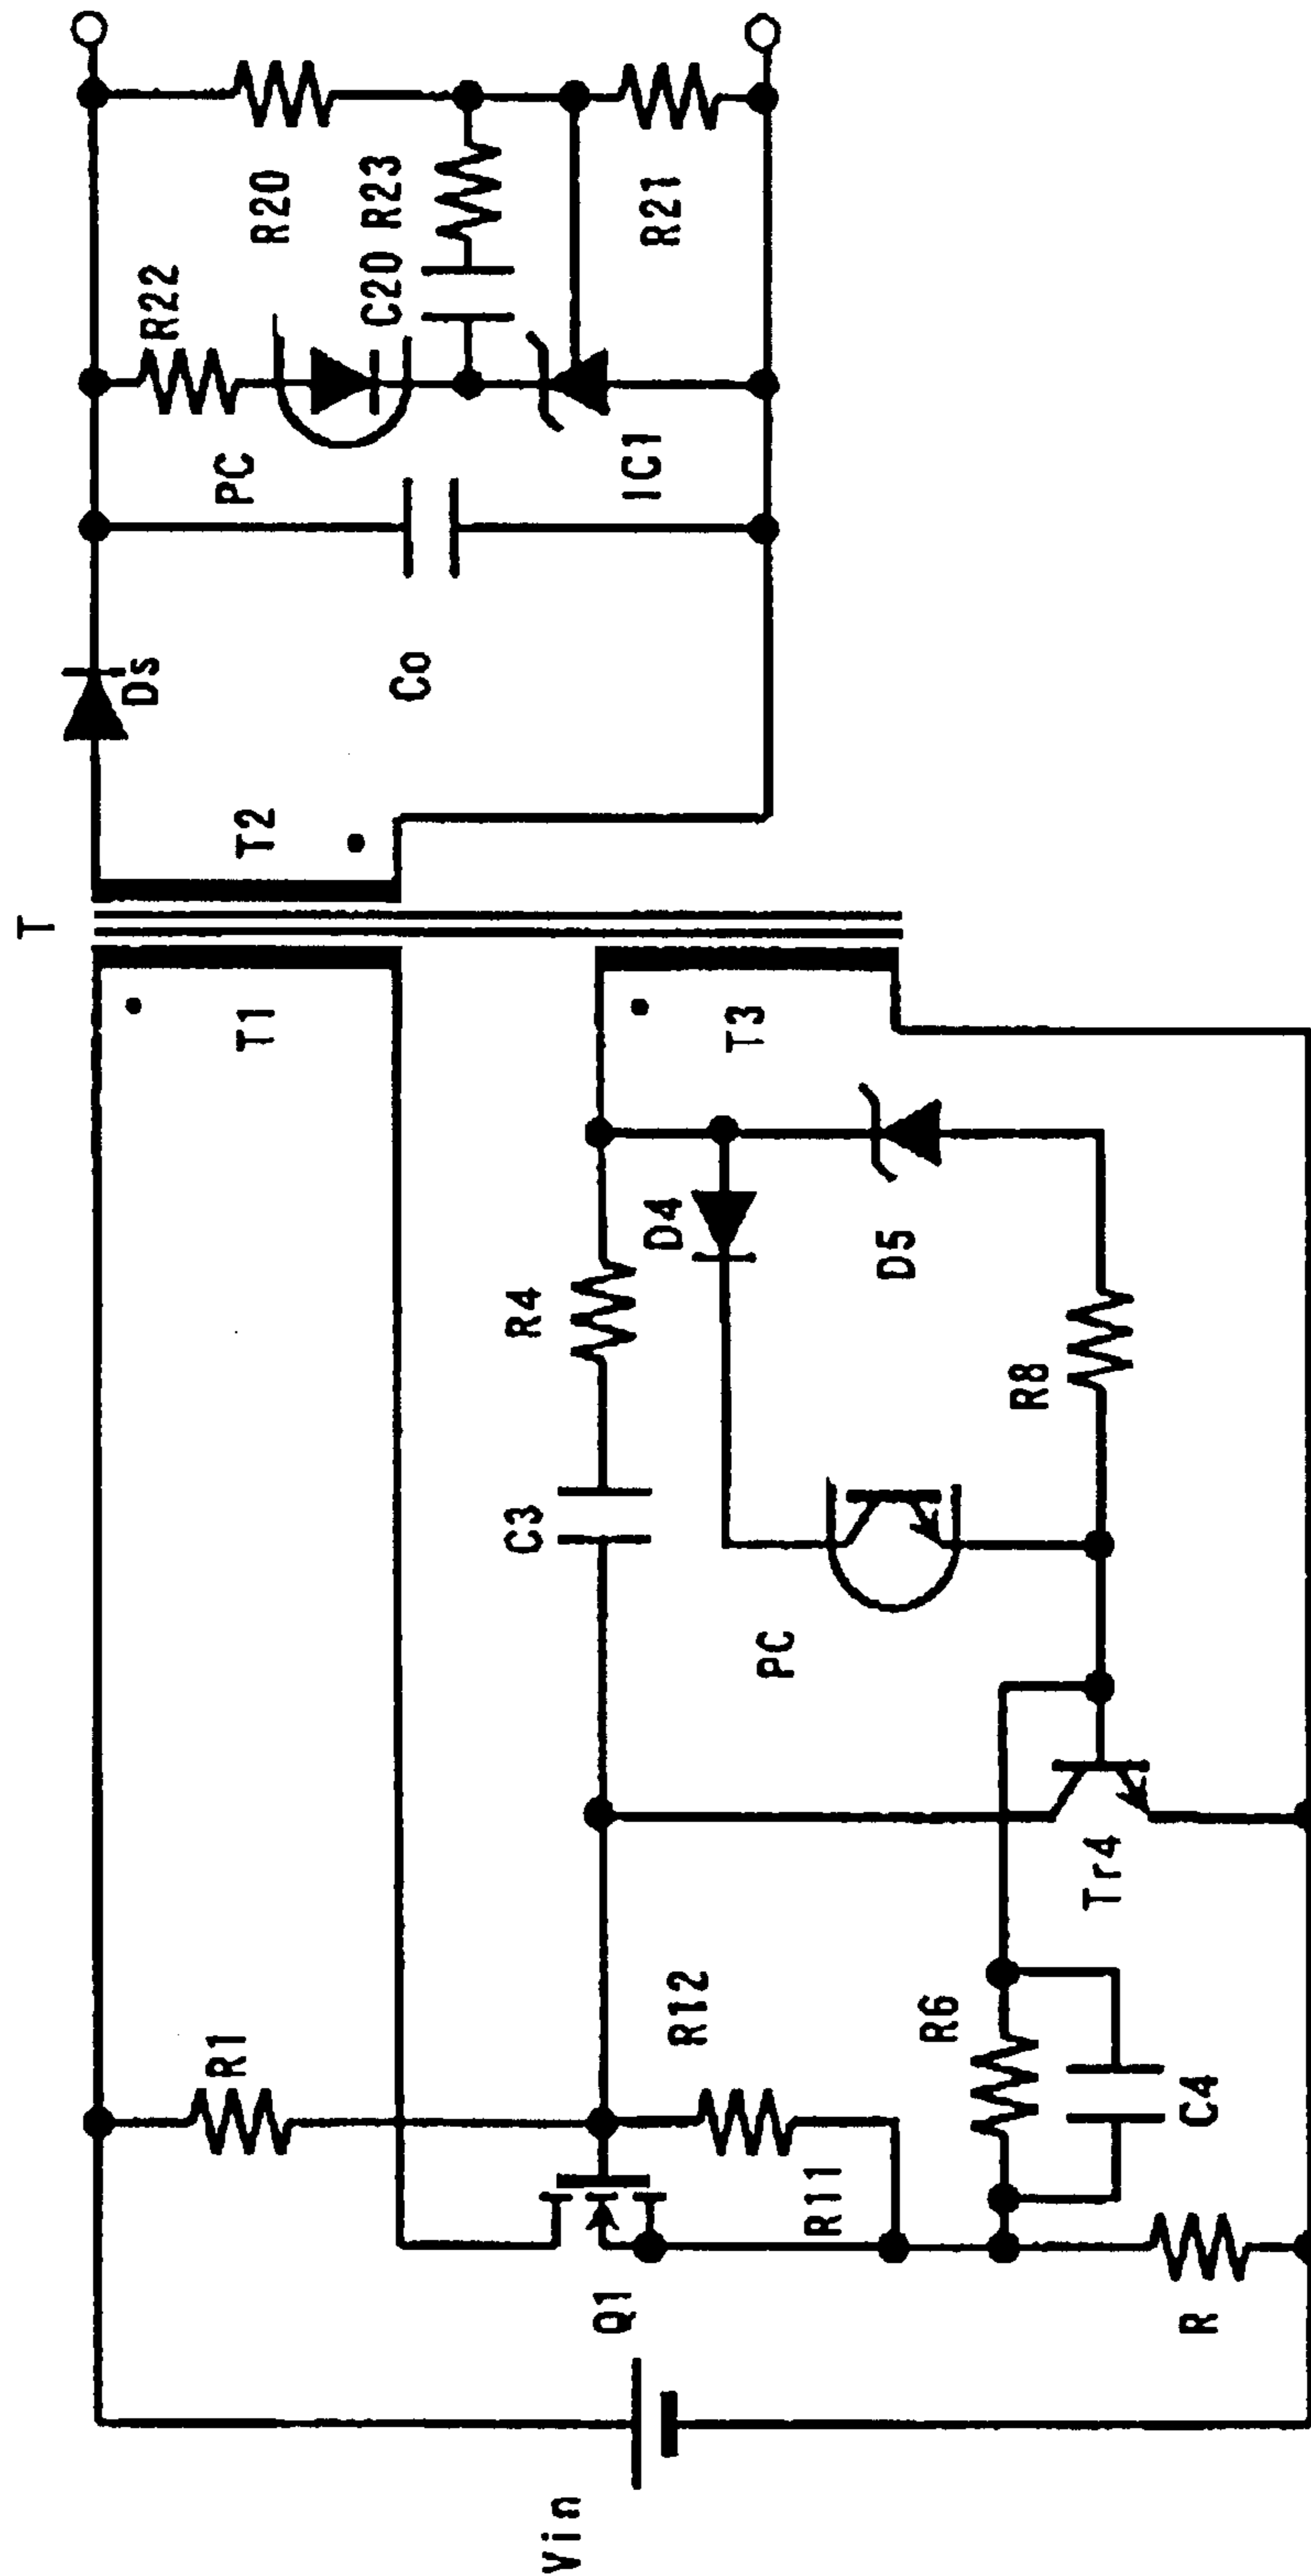 Vin
Q1
R1
R11
R12
R
R6
C4
Tr4
C3
R4
PC
D4
D5
R8
T
T1
T3
T2
Ds
Co
PC
R22
IC1
R20
C20 R23
R21